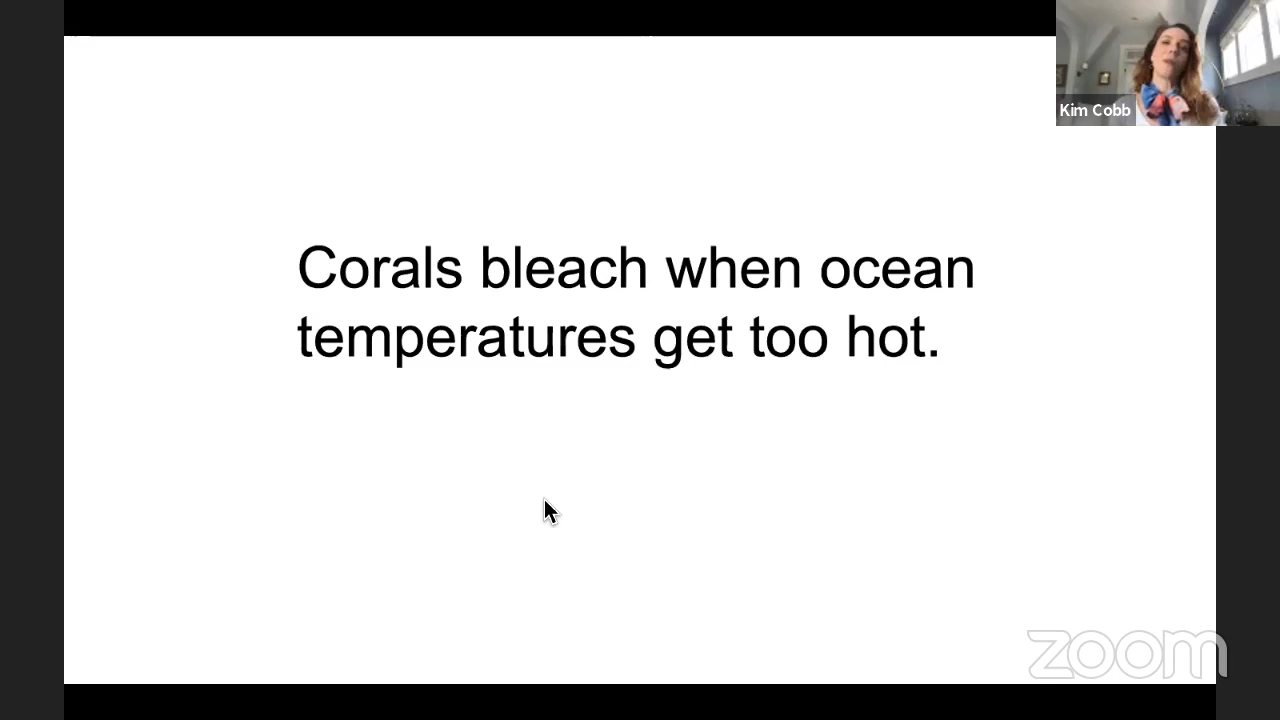 Kim Cobb
Corals bleach when ocean
temperatures get too hot.
zoom